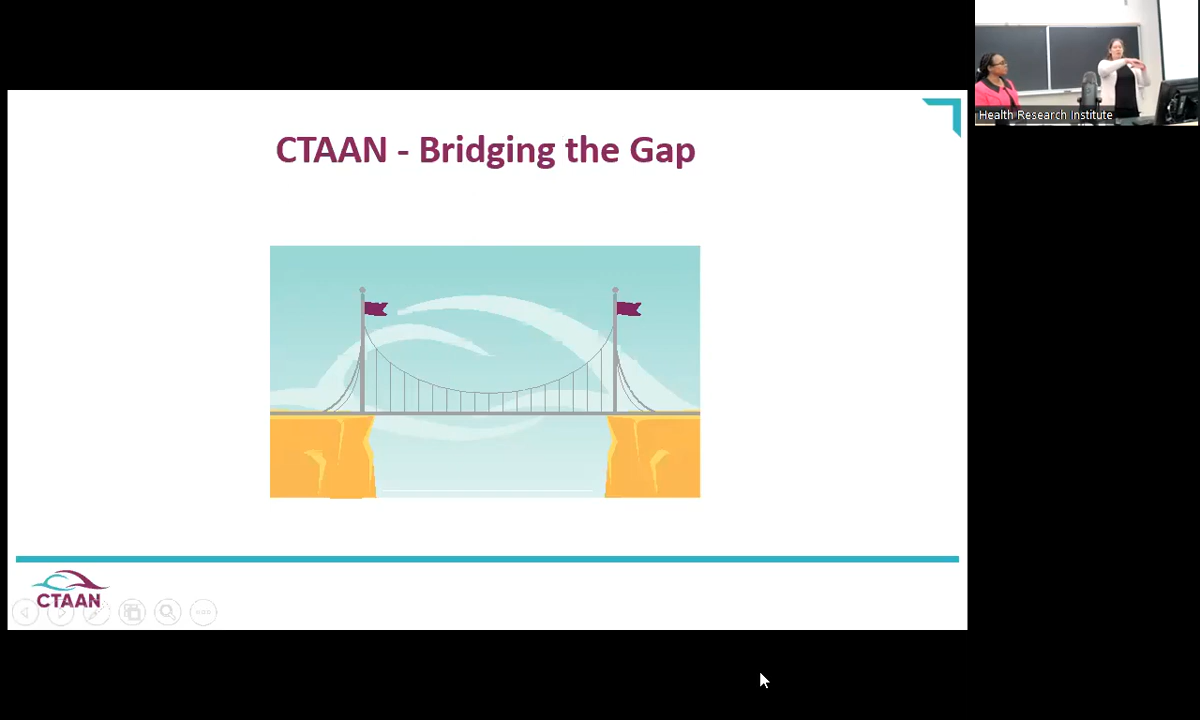 Health Research Institute
CTAAN - Bridging the Gap
CTAAN